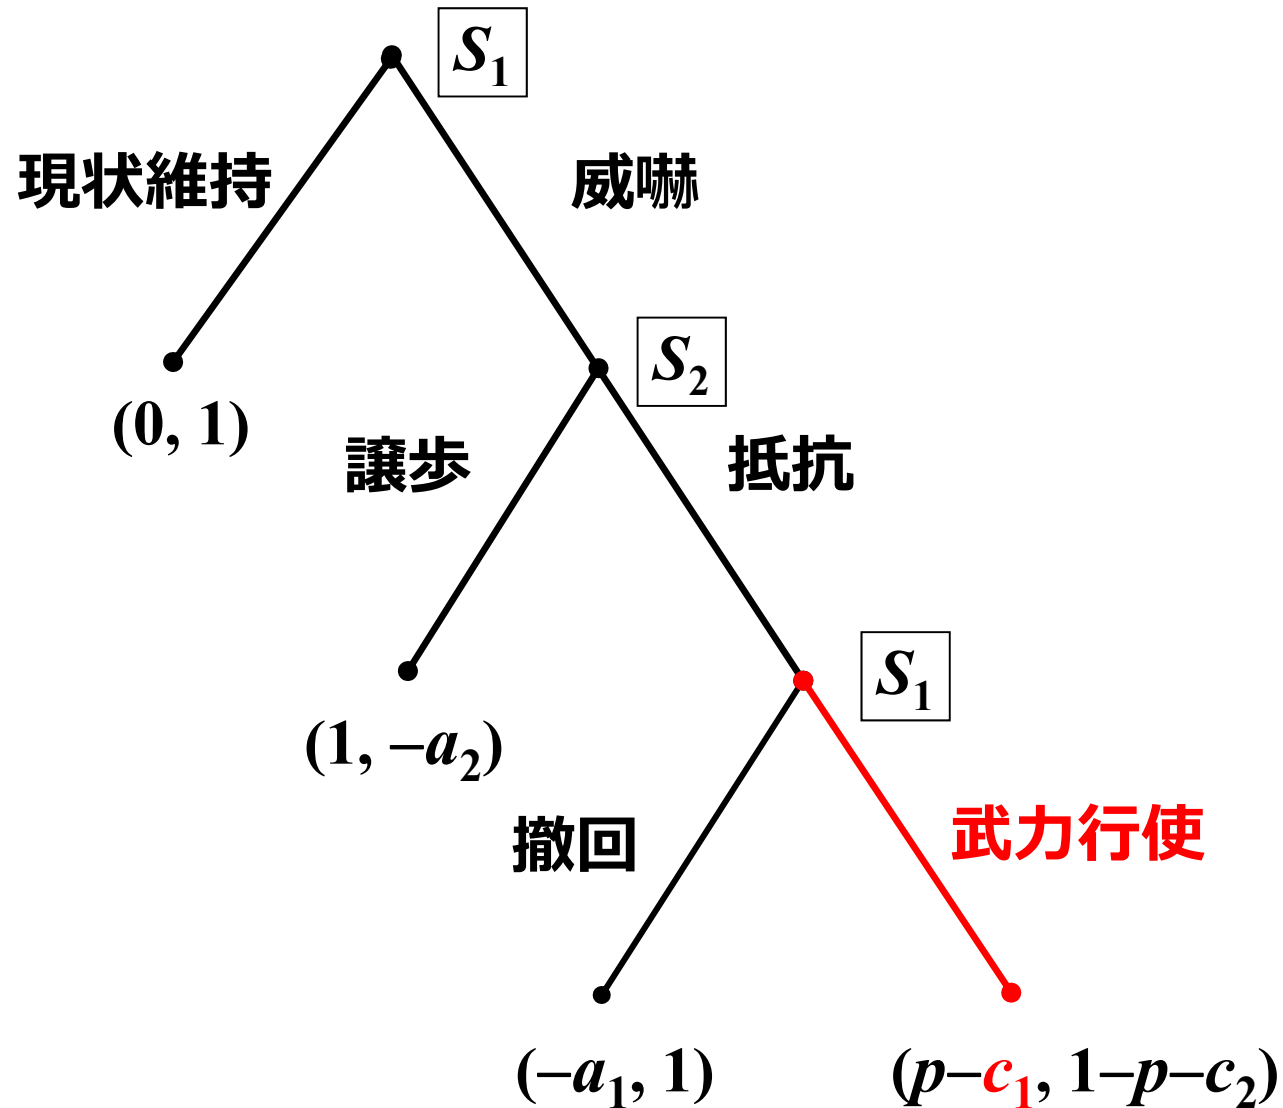 S₁
現状維持
威嚇
S₂
(0, 1)
譲歩
抵抗
S₁
(1, −a₂)
撤回
武力行使
(−a₁, 1)
(p−c₁, 1−p−c₂)